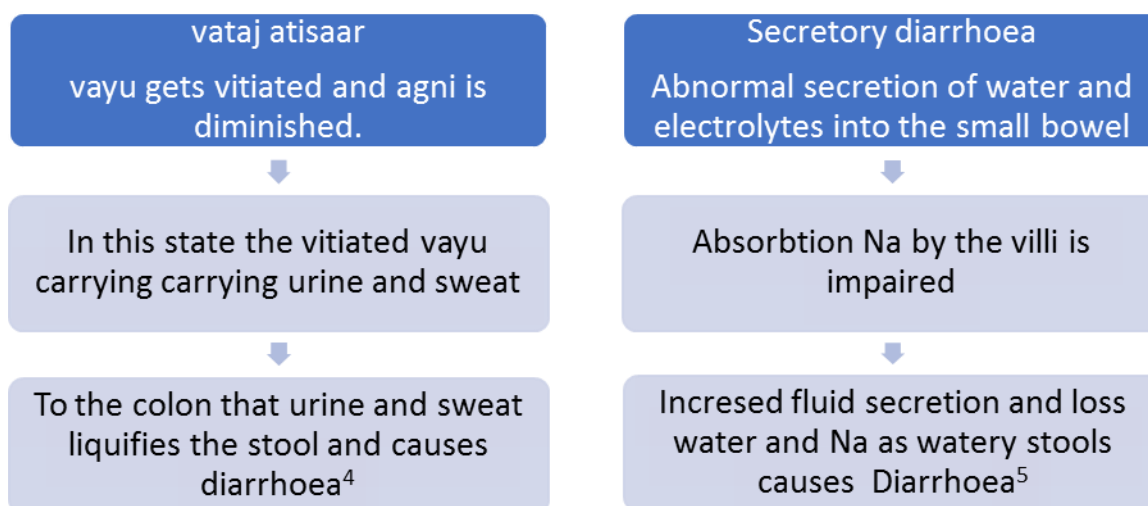 vataj atisaar
vayu gets vitiated and agni is
diminished.
In this state the vitiated vayu
carrying carrying urine and sweat
To the colon that urine and sweat
liquifies the stool and causes
diarrhoea⁴
Secretory diarrhoea
Abnormal secretion of water and
electrolytes into the small bowel
Absorbtion Na by the villi is
impaired
Incresed fluid secretion and loss
water and Na as watery stools
causes Diarrhoea⁵